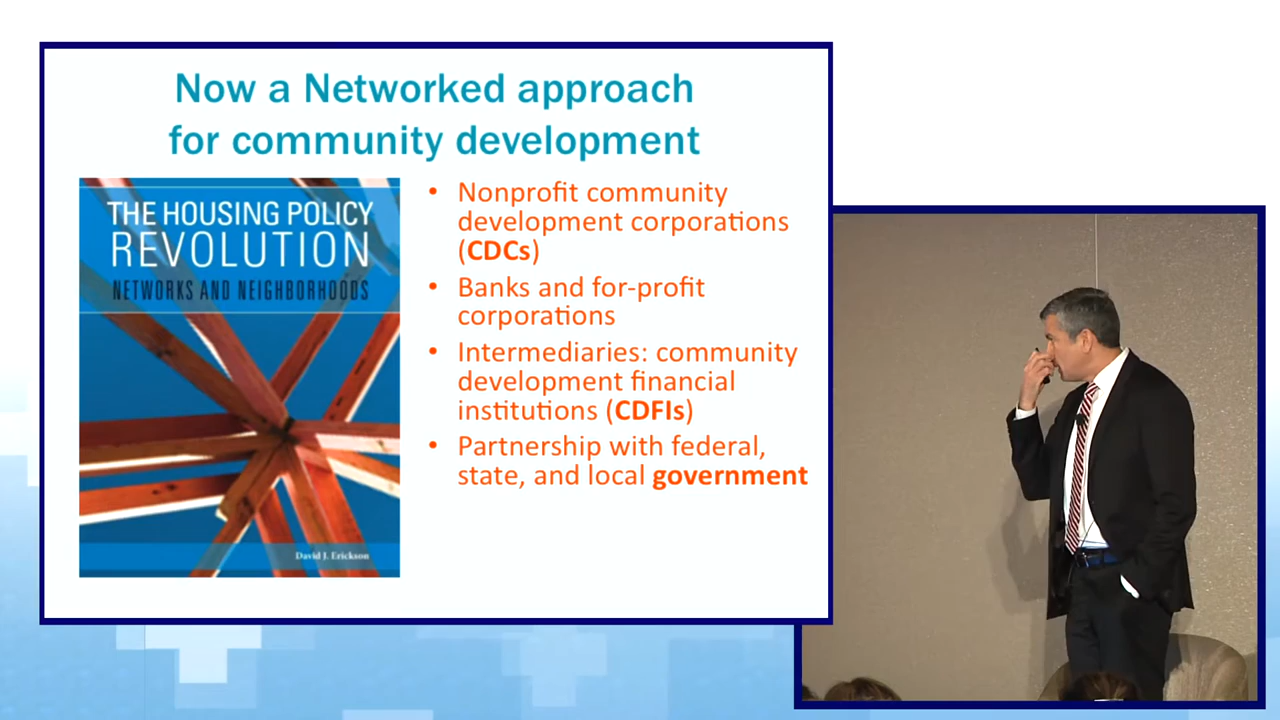 Now a Networked approach
for community development
THE HOUSING POLICY
REVOLUTION
NETWORKS AND NEIGHBORHOODS
David J. Erickson
• Nonprofit community
development corporations
(CDCs)
• Banks and for-profit
corporations
• Intermediaries: community
development financial
institutions (CDFIs)
• Partnership with federal,
state, and local government